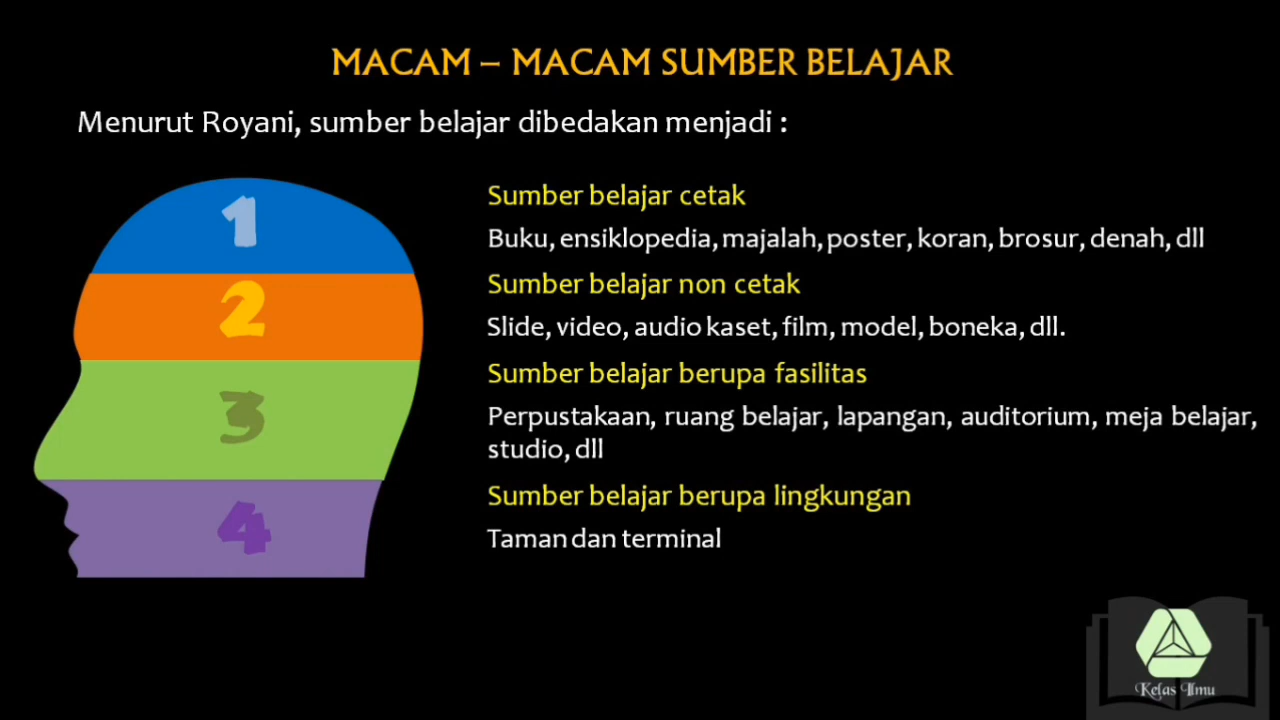 MACAM – MACAM SUMBER BELAJAR
Menurut Royani, sumber belajar dibedakan menjadi :
1
Sumber belajar cetak
Buku, ensiklopedia, majalah, poster, koran, brosur, denah, dll
2
Sumber belajar non cetak
Slide, video, audio kaset, film, model, boneka, dll.
3
Sumber belajar berupa fasilitas
Perpustakaan, ruang belajar, lapangan, auditorium, meja belajar,
studio, dll
4
Sumber belajar berupa lingkungan
Taman dan terminal
Kelas Ilmu